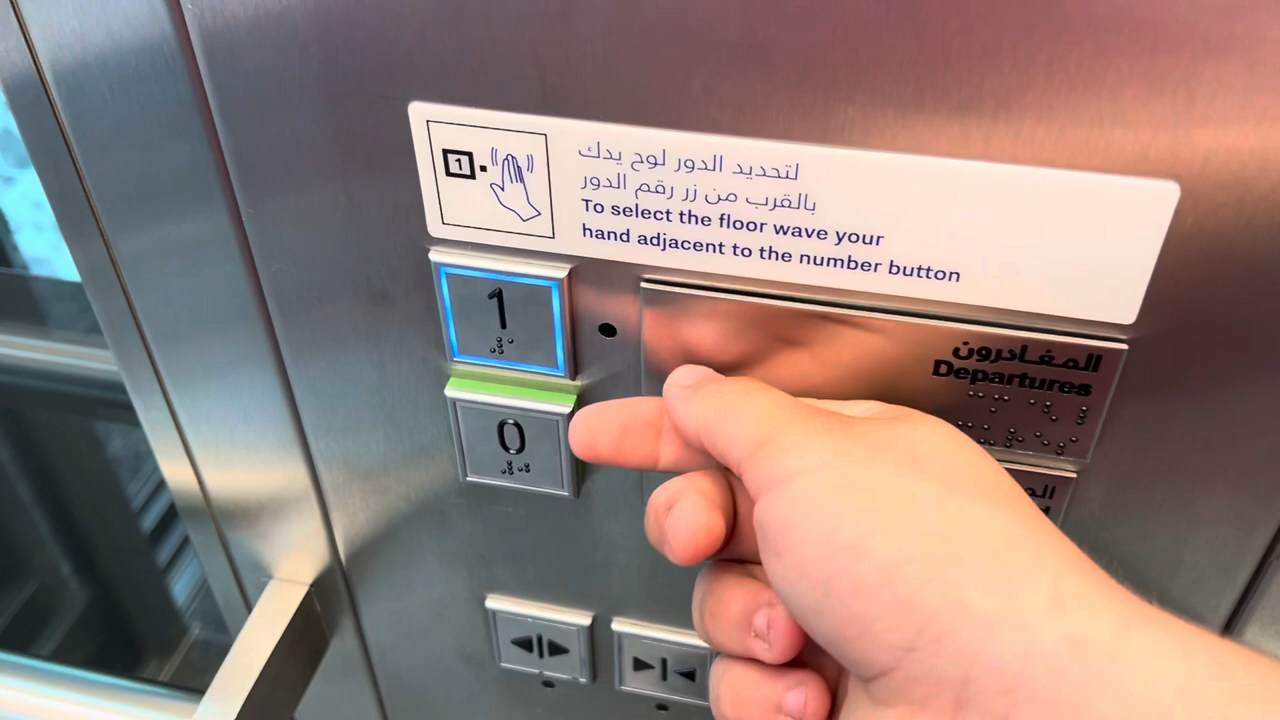 1
لتحديد الدور لوح يدك
بالقرب من زر رقم الدور
To select the floor wave your
hand adjacent to the number button
1
المغادرون
Departures
0